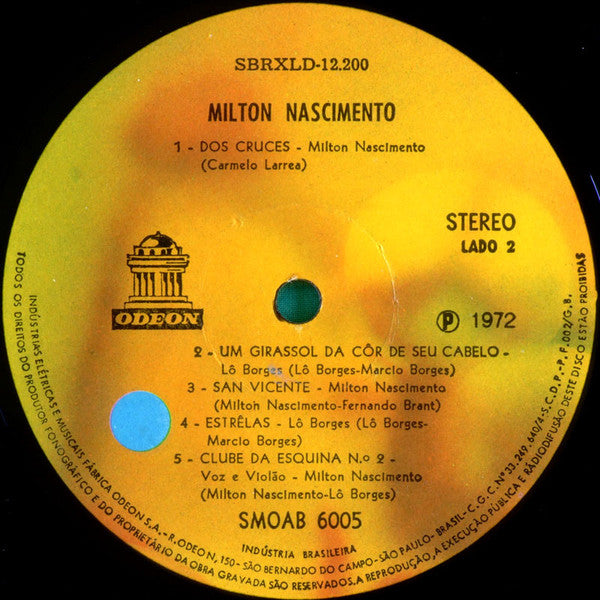 SBRXLD-12.200
MILTON NASCIMENTO
1 - DOS CRUCES - Milton Nascimento
(Carmelo Larrea)
STEREO
LADO 2
ODEON
℗ 1972
2 - UM GIRASSOL DA CÔR DE SEU CABELO -
Lô Borges (Lô Borges-Marcio Borges)
3 - SAN VICENTE - Milton Nascimento
(Milton Nascimento-Fernando Brant)
4 - ESTRÊLAS - Lô Borges (Lô Borges-
Marcio Borges)
5 - CLUBE DA ESQUINA N.º 2 -
Voz e Violão - Milton Nascimento
(Milton Nascimento-Lô Borges)
SMOAB 6005
INDÚSTRIA BRASILEIRA
INDÚSTRIAS ELÉTRICAS E MUSICAIS FÁBRICA ODEON S.A. - R. ODEON, 150 - SÃO BERNARDO DO CAMPO - SÃO PAULO - BRASIL - C.G.C. Nº 33.249.640/4 - S.C.D.P. - P.F. 002/G.B.
TODOS OS DIREITOS DO PRODUTOR FONOGRÁFICO E DO PROPRIETÁRIO DA OBRA GRAVADA SÃO RESERVADOS. A REPRODUÇÃO, A EXECUÇÃO PÚBLICA E RÁDIODIFUSÃO DESTE DISCO ESTÃO PROIBIDAS